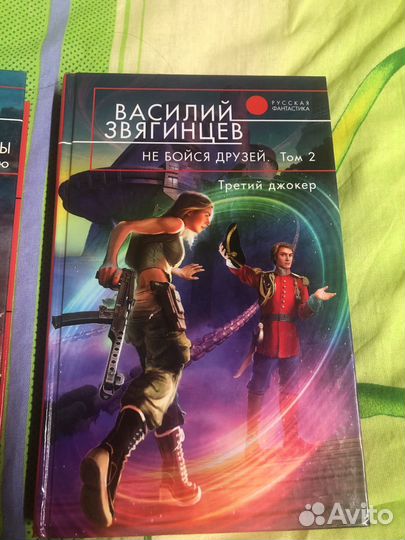 РУССКАЯ
ФАНТАСТИКА
ВАСИЛИЙ
ЗВЯГИНЦЕВ
НЕ БОЙСЯ ДРУЗЕЙ. Том 2
Третий джокер
Ы
ю
Avito